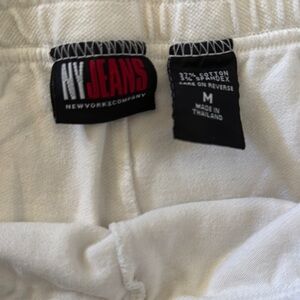 NY JEANS
NEW YORK & COMPANY
97% COTTON
3% SPANDEX
CARE ON REVERSE
M
MADE IN
THAILAND